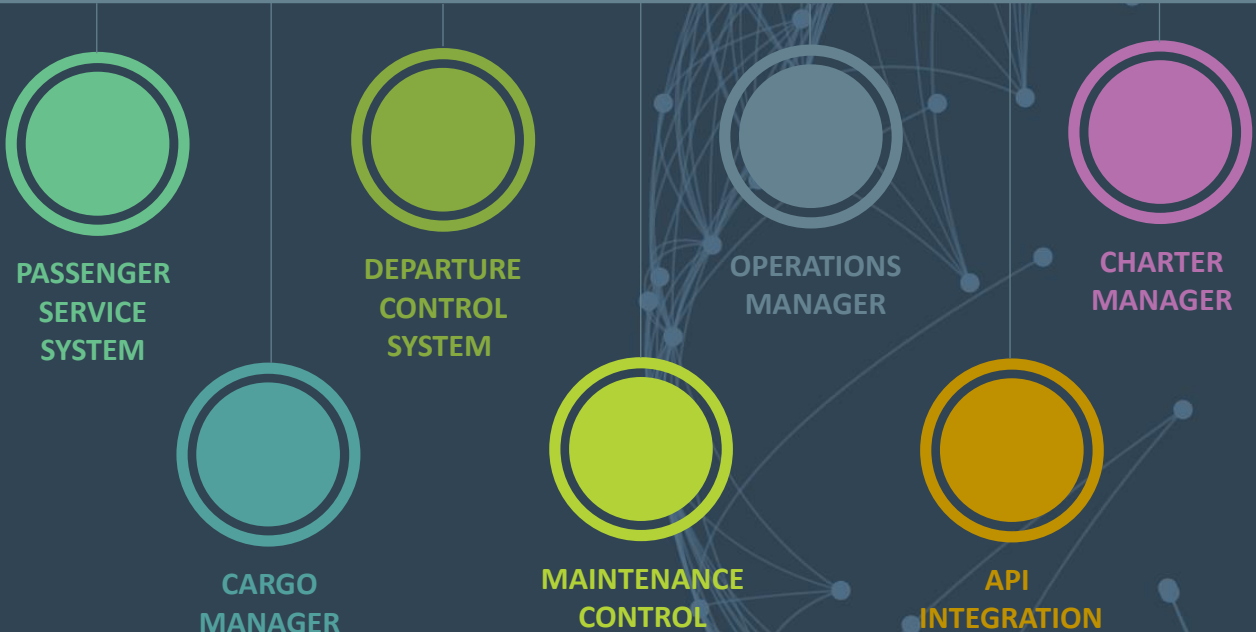 PASSENGER
SERVICE
SYSTEM
DEPARTURE
CONTROL
SYSTEM
OPERATIONS
MANAGER
CHARTER
MANAGER
CARGO
MANAGER
MAINTENANCE
CONTROL
API
INTEGRATION